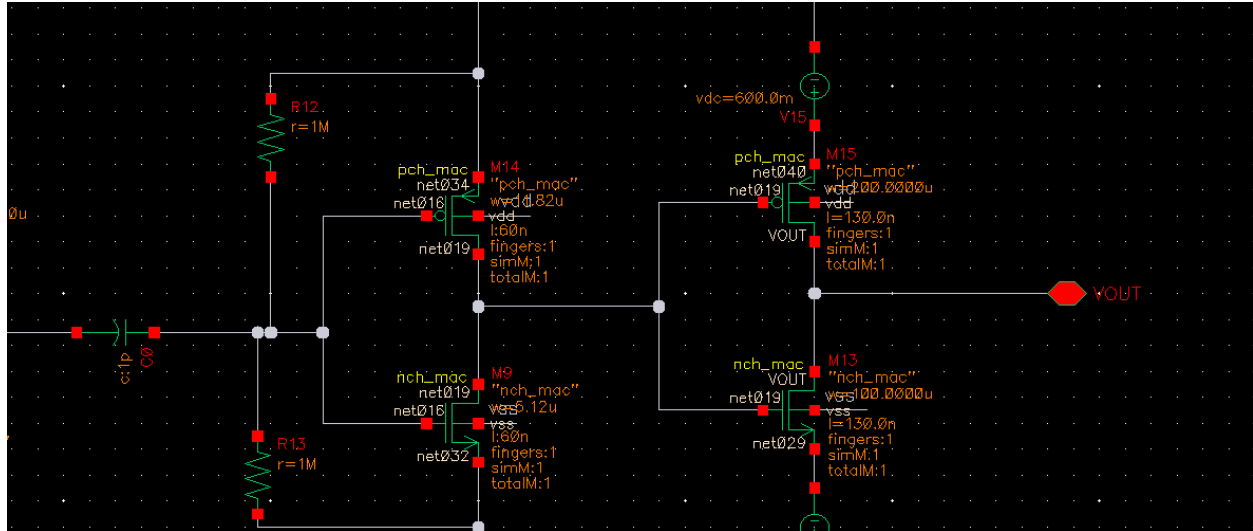 R12
r=1M
0u
c:1p
C0
R13
r=1M
pch_mac
M14
net034
"pch_mac"
net016
vdd
l:60n
fingers:1
net019
simM:1
totalM:1
nch_mac
M9
net019
"nch_mac"
net016
vss
l:60n
fingers:1
net032
simM:1
totalM:1
vdc=600.0m
V15
pch_mac
M15
net040
"pch_mac"
net019
vdd
l=130.0n
fingers:1
VOUT
simM:1
totalM:1
VOUT
nch_mac
M13
VOUT
"nch_mac"
net019
w=100.0000u
vss
l=130.0n
fingers:1
net029
simM:1
totalM:1